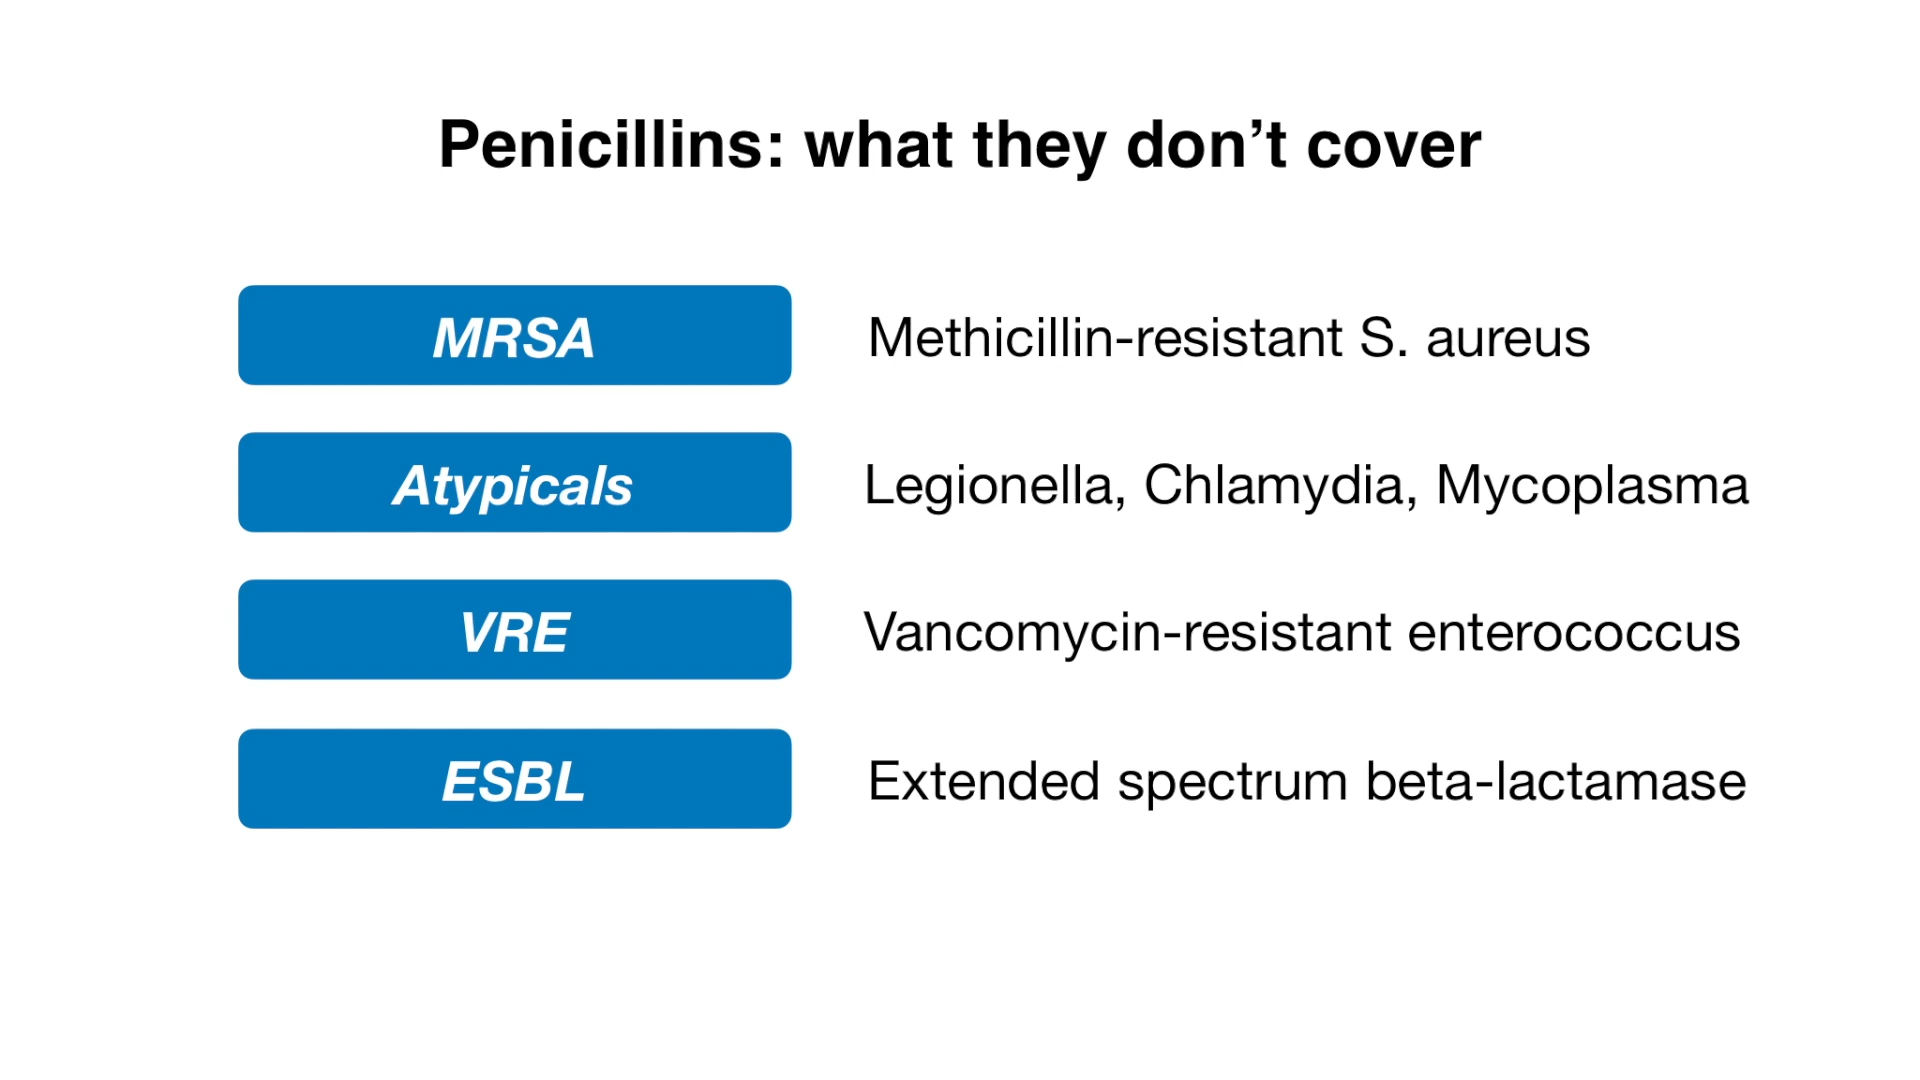 Penicillins: what they don’t cover
MRSA Methicillin-resistant S. aureus
Atypicals Legionella, Chlamydia, Mycoplasma
VRE Vancomycin-resistant enterococcus
ESBL Extended spectrum beta-lactamase